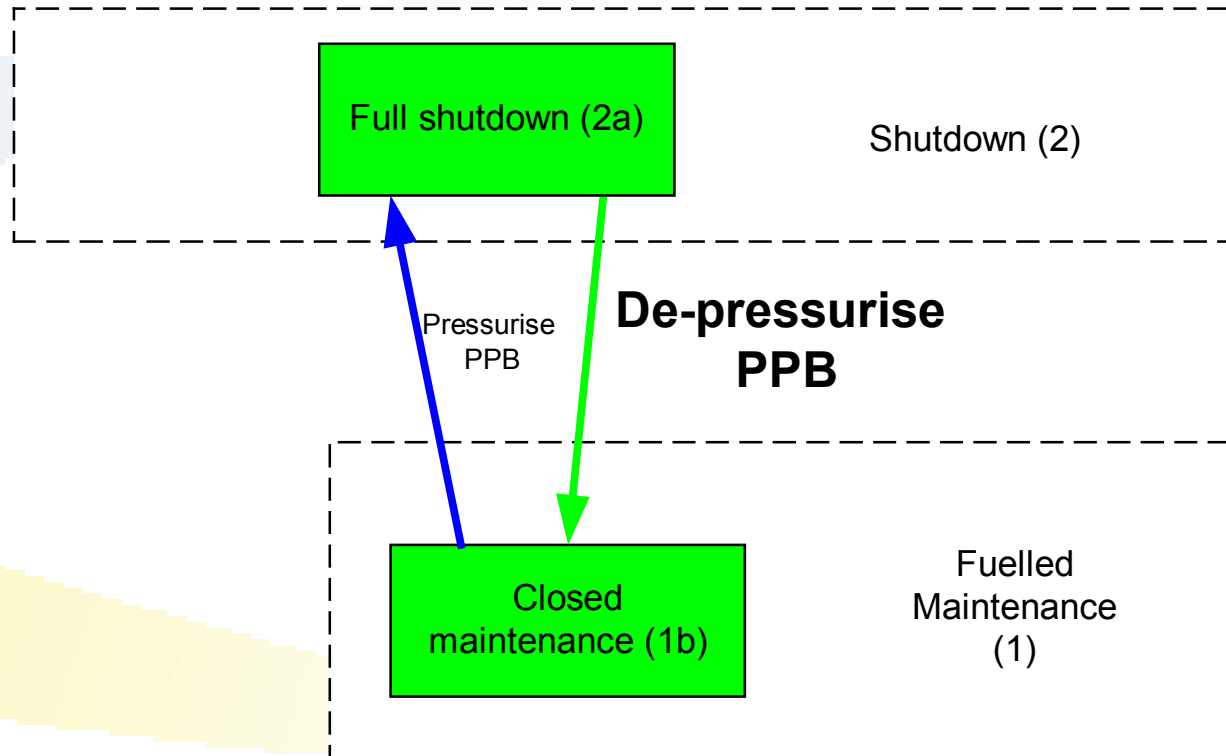 Full shutdown (2a)
Shutdown (2)
Pressurise
PPB
De-pressurise
PPB
Closed
maintenance (1b)
Fuelled
Maintenance
(1)